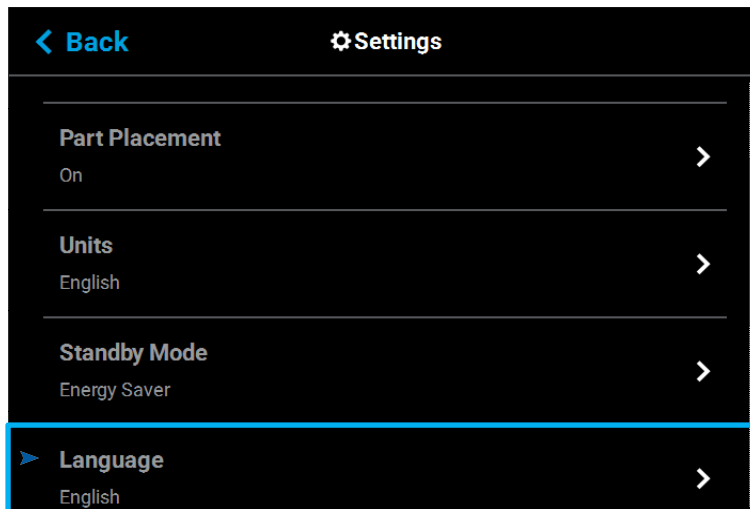 Back
Settings
Part Placement
On
Units
English
Standby Mode
Energy Saver
Language
English